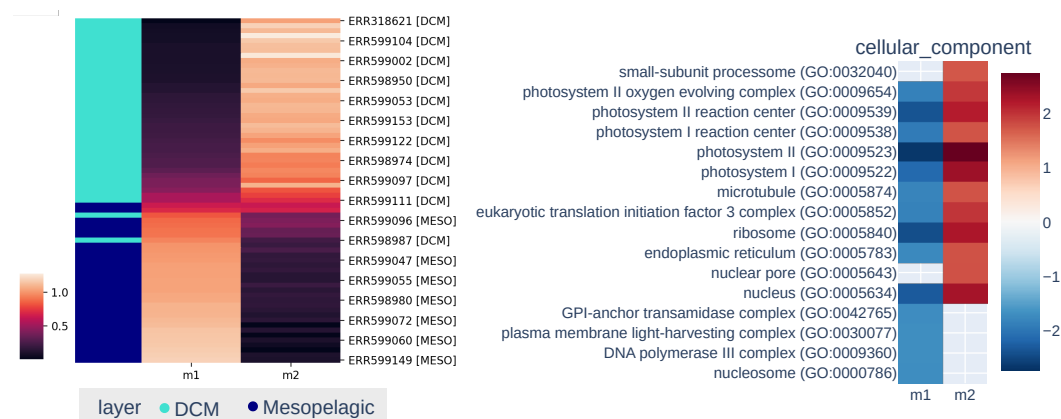 ERR318621 [DCM]
ERR599104 [DCM]
ERR599002 [DCM]
ERR598950 [DCM]
ERR599053 [DCM]
ERR599153 [DCM]
ERR599122 [DCM]
ERR598974 [DCM]
ERR599097 [DCM]
ERR599111 [DCM]
ERR599096 [MESO]
ERR598987 [DCM]
ERR599047 [MESO]
ERR599055 [MESO]
ERR598980 [MESO]
ERR599072 [MESO]
ERR599060 [MESO]
ERR599149 [MESO]
1.0
0.5
m1 m2
layer DCM Mesopelagic
cellular_component
small-subunit processome (GO:0032040)
photosystem II oxygen evolving complex (GO:0009654)
photosystem II reaction center (GO:0009539)
photosystem I reaction center (GO:0009538)
photosystem II (GO:0009523)
photosystem I (GO:0009522)
microtubule (GO:0005874)
eukaryotic translation initiation factor 3 complex (GO:0005852)
ribosome (GO:0005840)
endoplasmic reticulum (GO:0005783)
nuclear pore (GO:0005643)
nucleus (GO:0005634)
GPI-anchor transamidase complex (GO:0042765)
plasma membrane light-harvesting complex (GO:0030077)
DNA polymerase III complex (GO:0009360)
nucleosome (GO:0000786)
m1 m2
2
1
0
−1
−2